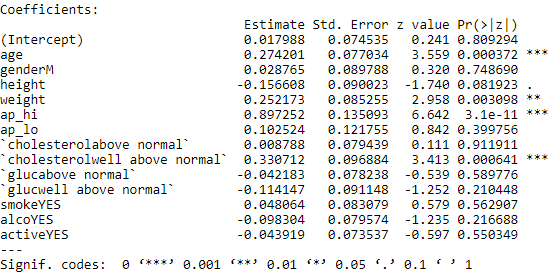 Coefficients:
                               Estimate Std. Error z value Pr(>|z|)
(Intercept)                    0.017988   0.074535   0.241 0.809294
age                            0.274201   0.077034   3.559 0.000372 ***
genderM                        0.028765   0.089788   0.320 0.748690
height                        -0.156608   0.090023  -1.740 0.081923 .
weight                         0.252173   0.085255   2.958 0.003098 **
ap_hi                          0.897252   0.135093   6.642  3.1e-11 ***
ap_lo                          0.102524   0.121755   0.842 0.399756
`cholesterolabove normal`      0.008788   0.079439   0.111 0.911911
`cholesterolwell above normal` 0.330712   0.096884   3.413 0.000641 ***
`glucabove normal`            -0.042183   0.078238  -0.539 0.589776
`glucwell above normal`       -0.114147   0.091148  -1.252 0.210448
smokeYES                       0.048064   0.083079   0.579 0.562907
alcoYES                       -0.098304   0.079574  -1.235 0.216688
activeYES                     -0.043919   0.073537  -0.597 0.550349
---
Signif. codes:  0 ‘***’ 0.001 ‘**’ 0.01 ‘*’ 0.05 ‘.’ 0.1 ‘ ’ 1